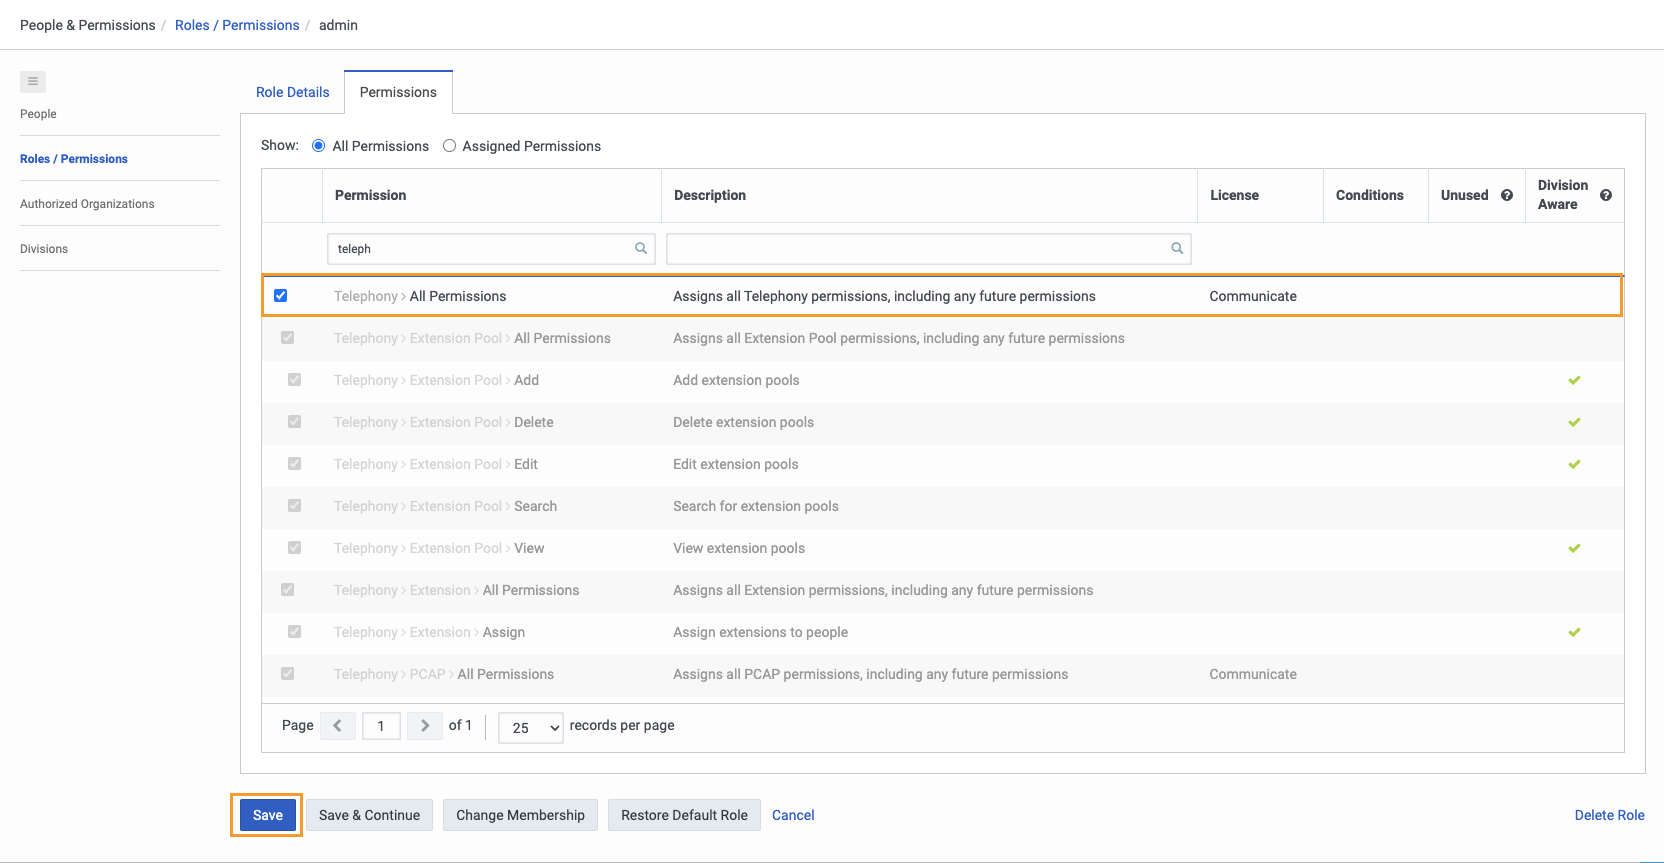 People & Permissions / Roles / Permissions / admin
People
Roles / Permissions
Authorized Organizations
Divisions
Role Details
Permissions
Show: All Permissions Assigned Permissions
Permission Description License Conditions Unused ? Division Aware ?
teleph
Telephony > All Permissions Assigns all Telephony permissions, including any future permissions Communicate
Telephony > Extension Pool > All Permissions Assigns all Extension Pool permissions, including any future permissions
Telephony > Extension Pool > Add Add extension pools
Telephony > Extension Pool > Delete Delete extension pools
Telephony > Extension Pool > Edit Edit extension pools
Telephony > Extension Pool > Search Search for extension pools
Telephony > Extension Pool > View View extension pools
Telephony > Extension > All Permissions Assigns all Extension permissions, including any future permissions
Telephony > Extension > Assign Assign extensions to people
Telephony > PCAP > All Permissions Assigns all PCAP permissions, including any future permissions Communicate
Page 1 of 1 25 records per page
Save Save & Continue Change Membership Restore Default Role Cancel Delete Role